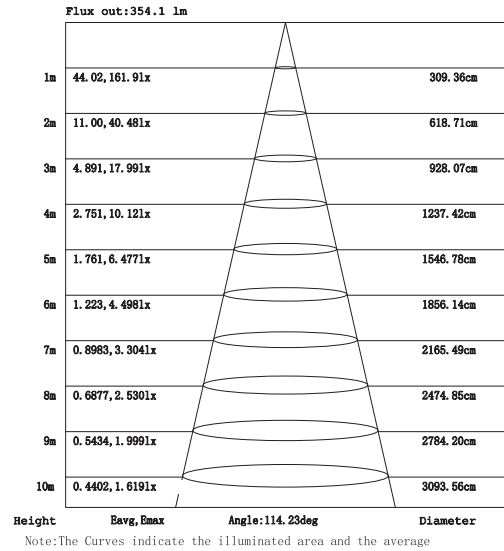 Flux out:354.1 lm
1m 44.02,161.9lx 309.36cm
2m 11.00,40.48lx 618.71cm
3m 4.891,17.99lx 928.07cm
4m 2.751,10.12lx 1237.42cm
5m 1.761,6.477lx 1546.78cm
6m 1.223,4.498lx 1856.14cm
7m 0.8983,3.304lx 2165.49cm
8m 0.6877,2.530lx 2474.85cm
9m 0.5434,1.999lx 2784.20cm
10m 0.4402,1.619lx 3093.56cm
Height Eavg,Emax Angle:114.23deg Diameter
Note:The Curves indicate the illuminated area and the average